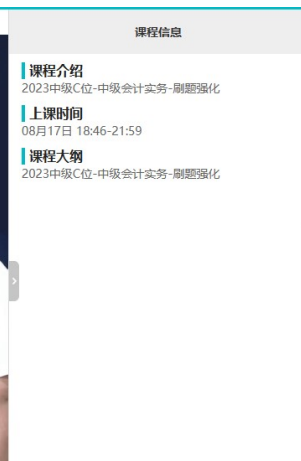 课程信息
课程介绍
2023中级C位-中级会计实务-刷题强化
上课时间
08月17日 18:46-21:59
课程大纲
2023中级C位-中级会计实务-刷题强化